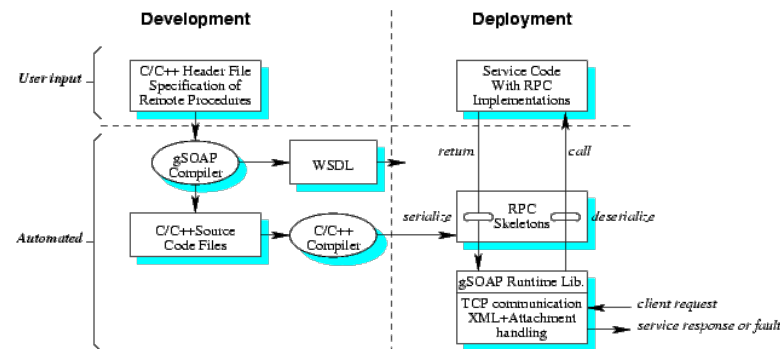 Development
Deployment
User input
C/C++ Header File
Specification of
Remote Procedures
Service Code
With RPC
Implementations
gSOAP
Compiler
WSDL
return
call
Automated
C/C++Source
Code Files
C/C++
Compiler
serialize
RPC
Skeletons
deserialize
gSOAP Runtime Lib.
TCP communication
XML+Attachment
handling
client request
service response or fault